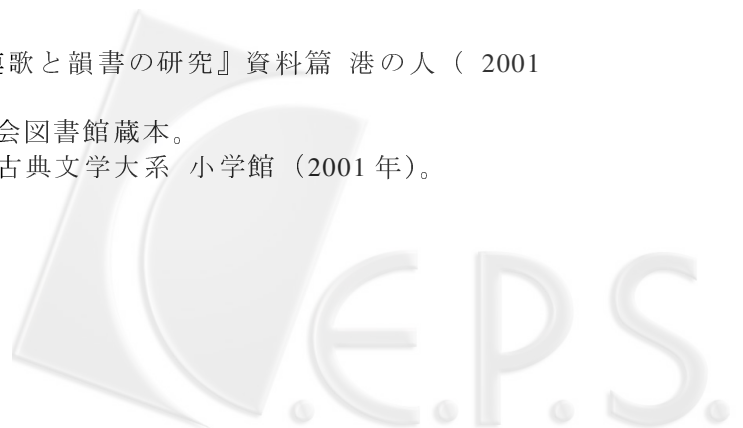 歌と韻書の研究』資料篇 港の人（ 2001
会図書館蔵本。
古典文学大系 小学館（2001 年）。
C.E.P.S.